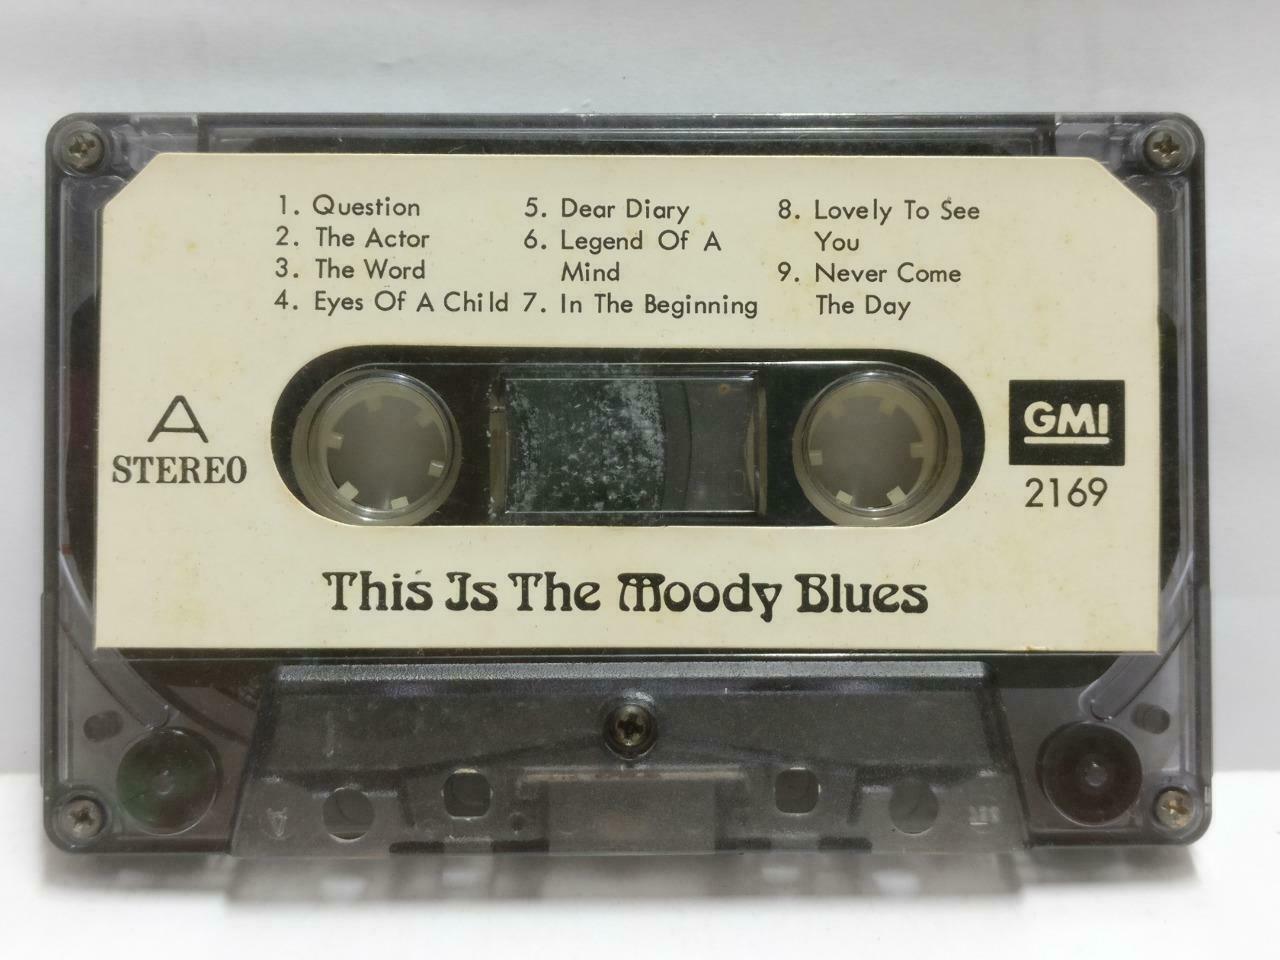 1. Question
2. The Actor
3. The Word
4. Eyes Of A Child
5. Dear Diary
6. Legend Of A
Mind
7. In The Beginning
8. Lovely To See
You
9. Never Come
The Day
A
STEREO
GMI
2169
This Is The Moody Blues